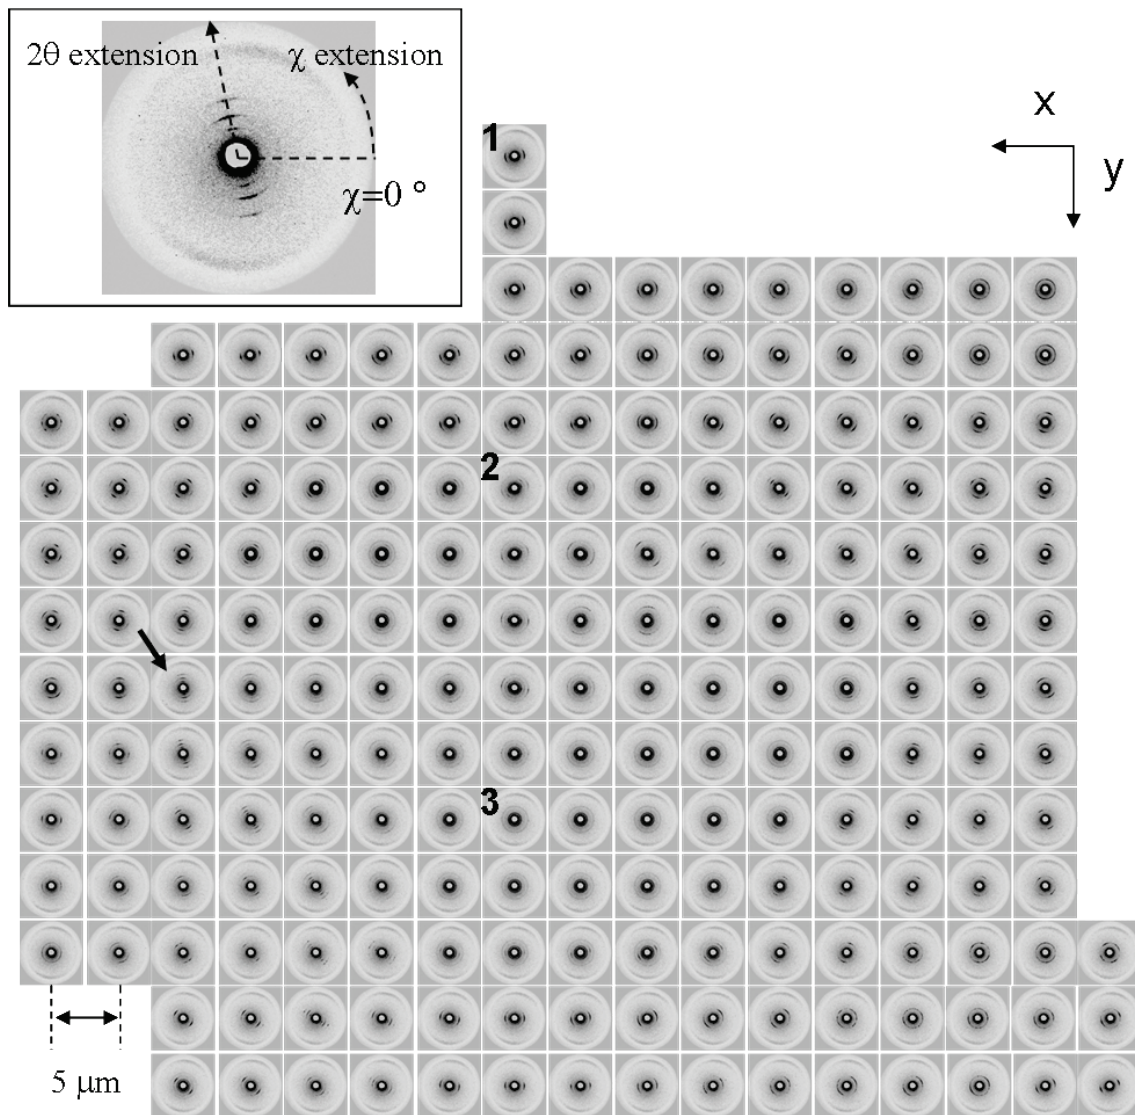 2θ extension
χ extension
χ=0 °
x
y
1
2
3
5 μm